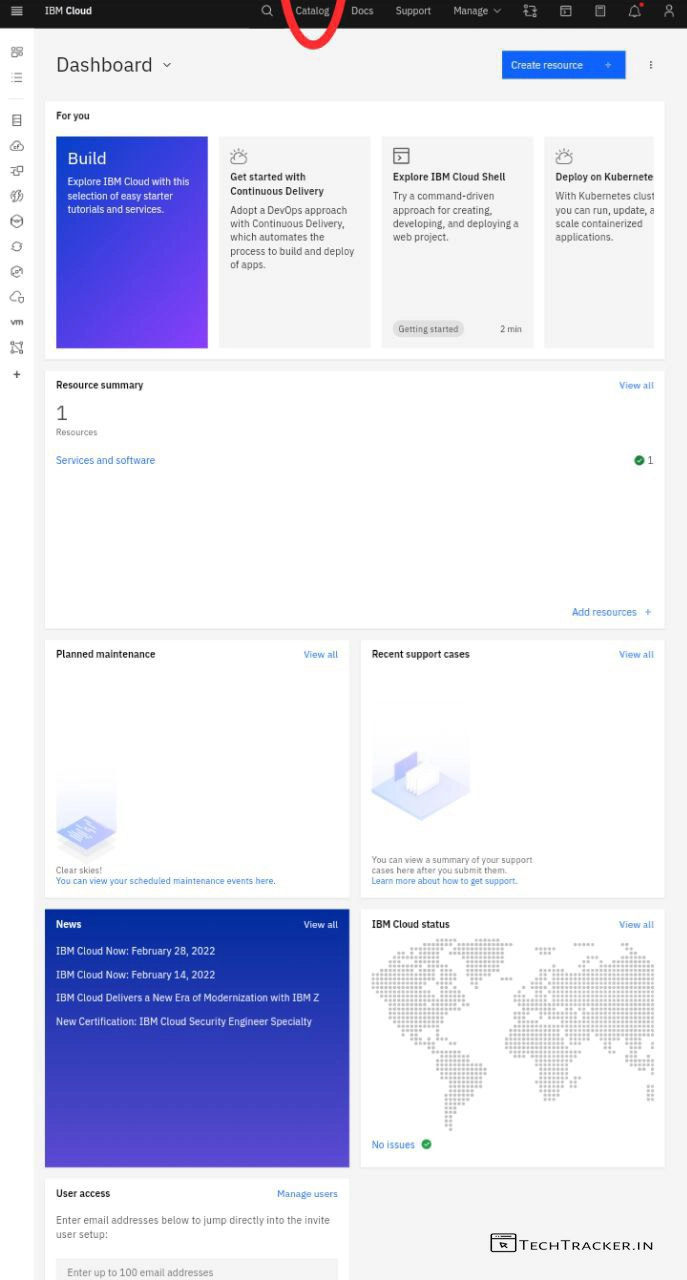 IBM Cloud
Catalog
Docs
Support
Manage
Dashboard
Create resource +
For you
Build
Explore IBM Cloud with this
selection of easy starter
tutorials and services.
Get started with
Continuous Delivery
Adopt a DevOps approach
with Continuous Delivery,
which automates the
process to build and deploy
of apps.
Explore IBM Cloud Shell
Try a command-driven
approach for creating,
developing, and deploying a
web project.
Getting started
2 min
Deploy on Kubernete
With Kubernetes clust
you can run, update, a
scale containerized
applications.
vm
+
Resource summary
View all
1
Resources
Services and software
1
Add resources +
Planned maintenance
View all
Clear skies!
You can view your scheduled maintenance events here.
Recent support cases
View all
You can view a summary of your support
cases here after you submit them.
Learn more about how to get support.
News
View all
IBM Cloud Now: February 28, 2022
IBM Cloud Now: February 14, 2022
IBM Cloud Delivers a New Era of Modernization with IBM Z
New Certification: IBM Cloud Security Engineer Specialty
IBM Cloud status
View all
No issues
User access
Manage users
Enter email addresses below to jump directly into the invite
user setup:
Enter up to 100 email addresses
TECHTRACKER.IN